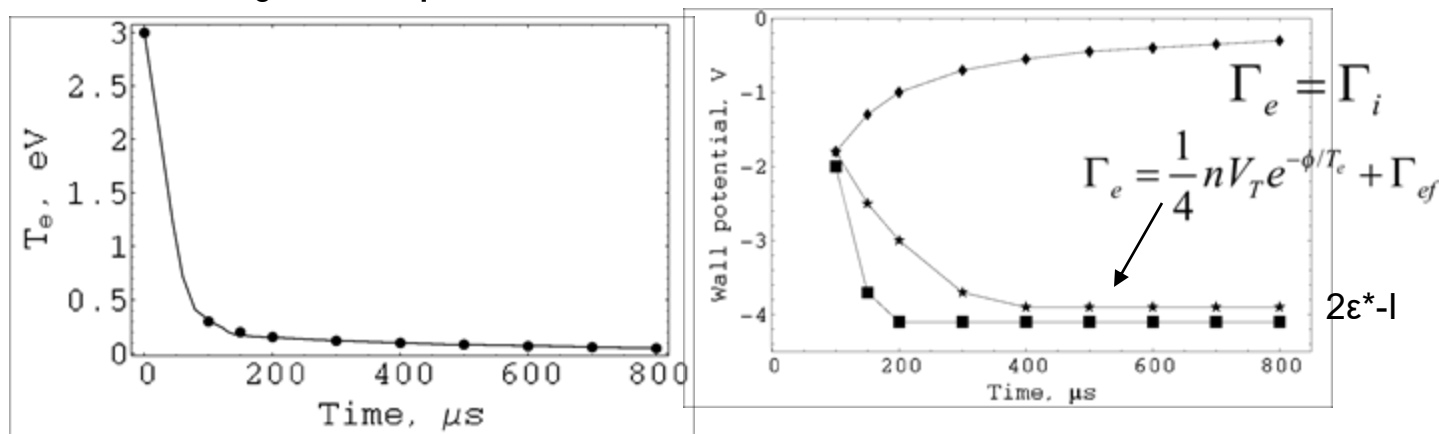 3
2.5
2
1.5
1
0.5
0
T_e, eV
0 200 400 600 800
Time, μs
0
-1
-2
-3
-4
Wall potential, V
200 400 600 800
Time, μs
Γ_e = Γ_i
Γ_e = 1/4 nV_T e^{-ϕ/T_e} + Γ_ef
2ε*-I